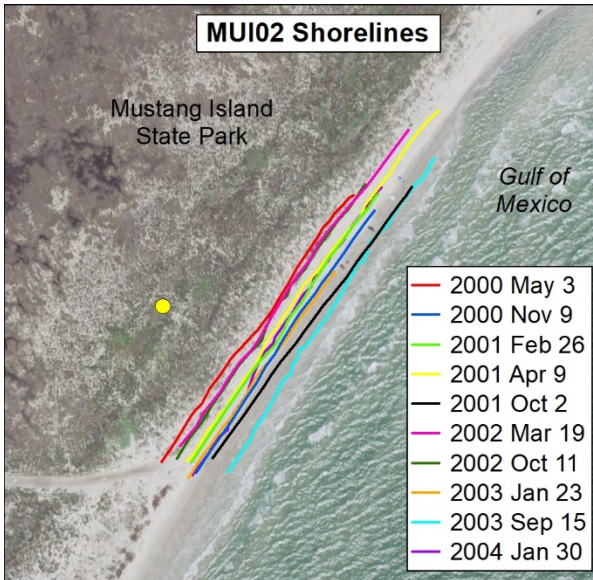 MUI02 Shorelines
Mustang Island
State Park
Gulf of
Mexico
2000 May 3
2000 Nov 9
2001 Feb 26
2001 Apr 9
2001 Oct 2
2002 Mar 19
2002 Oct 11
2003 Jan 23
2003 Sep 15
2004 Jan 30